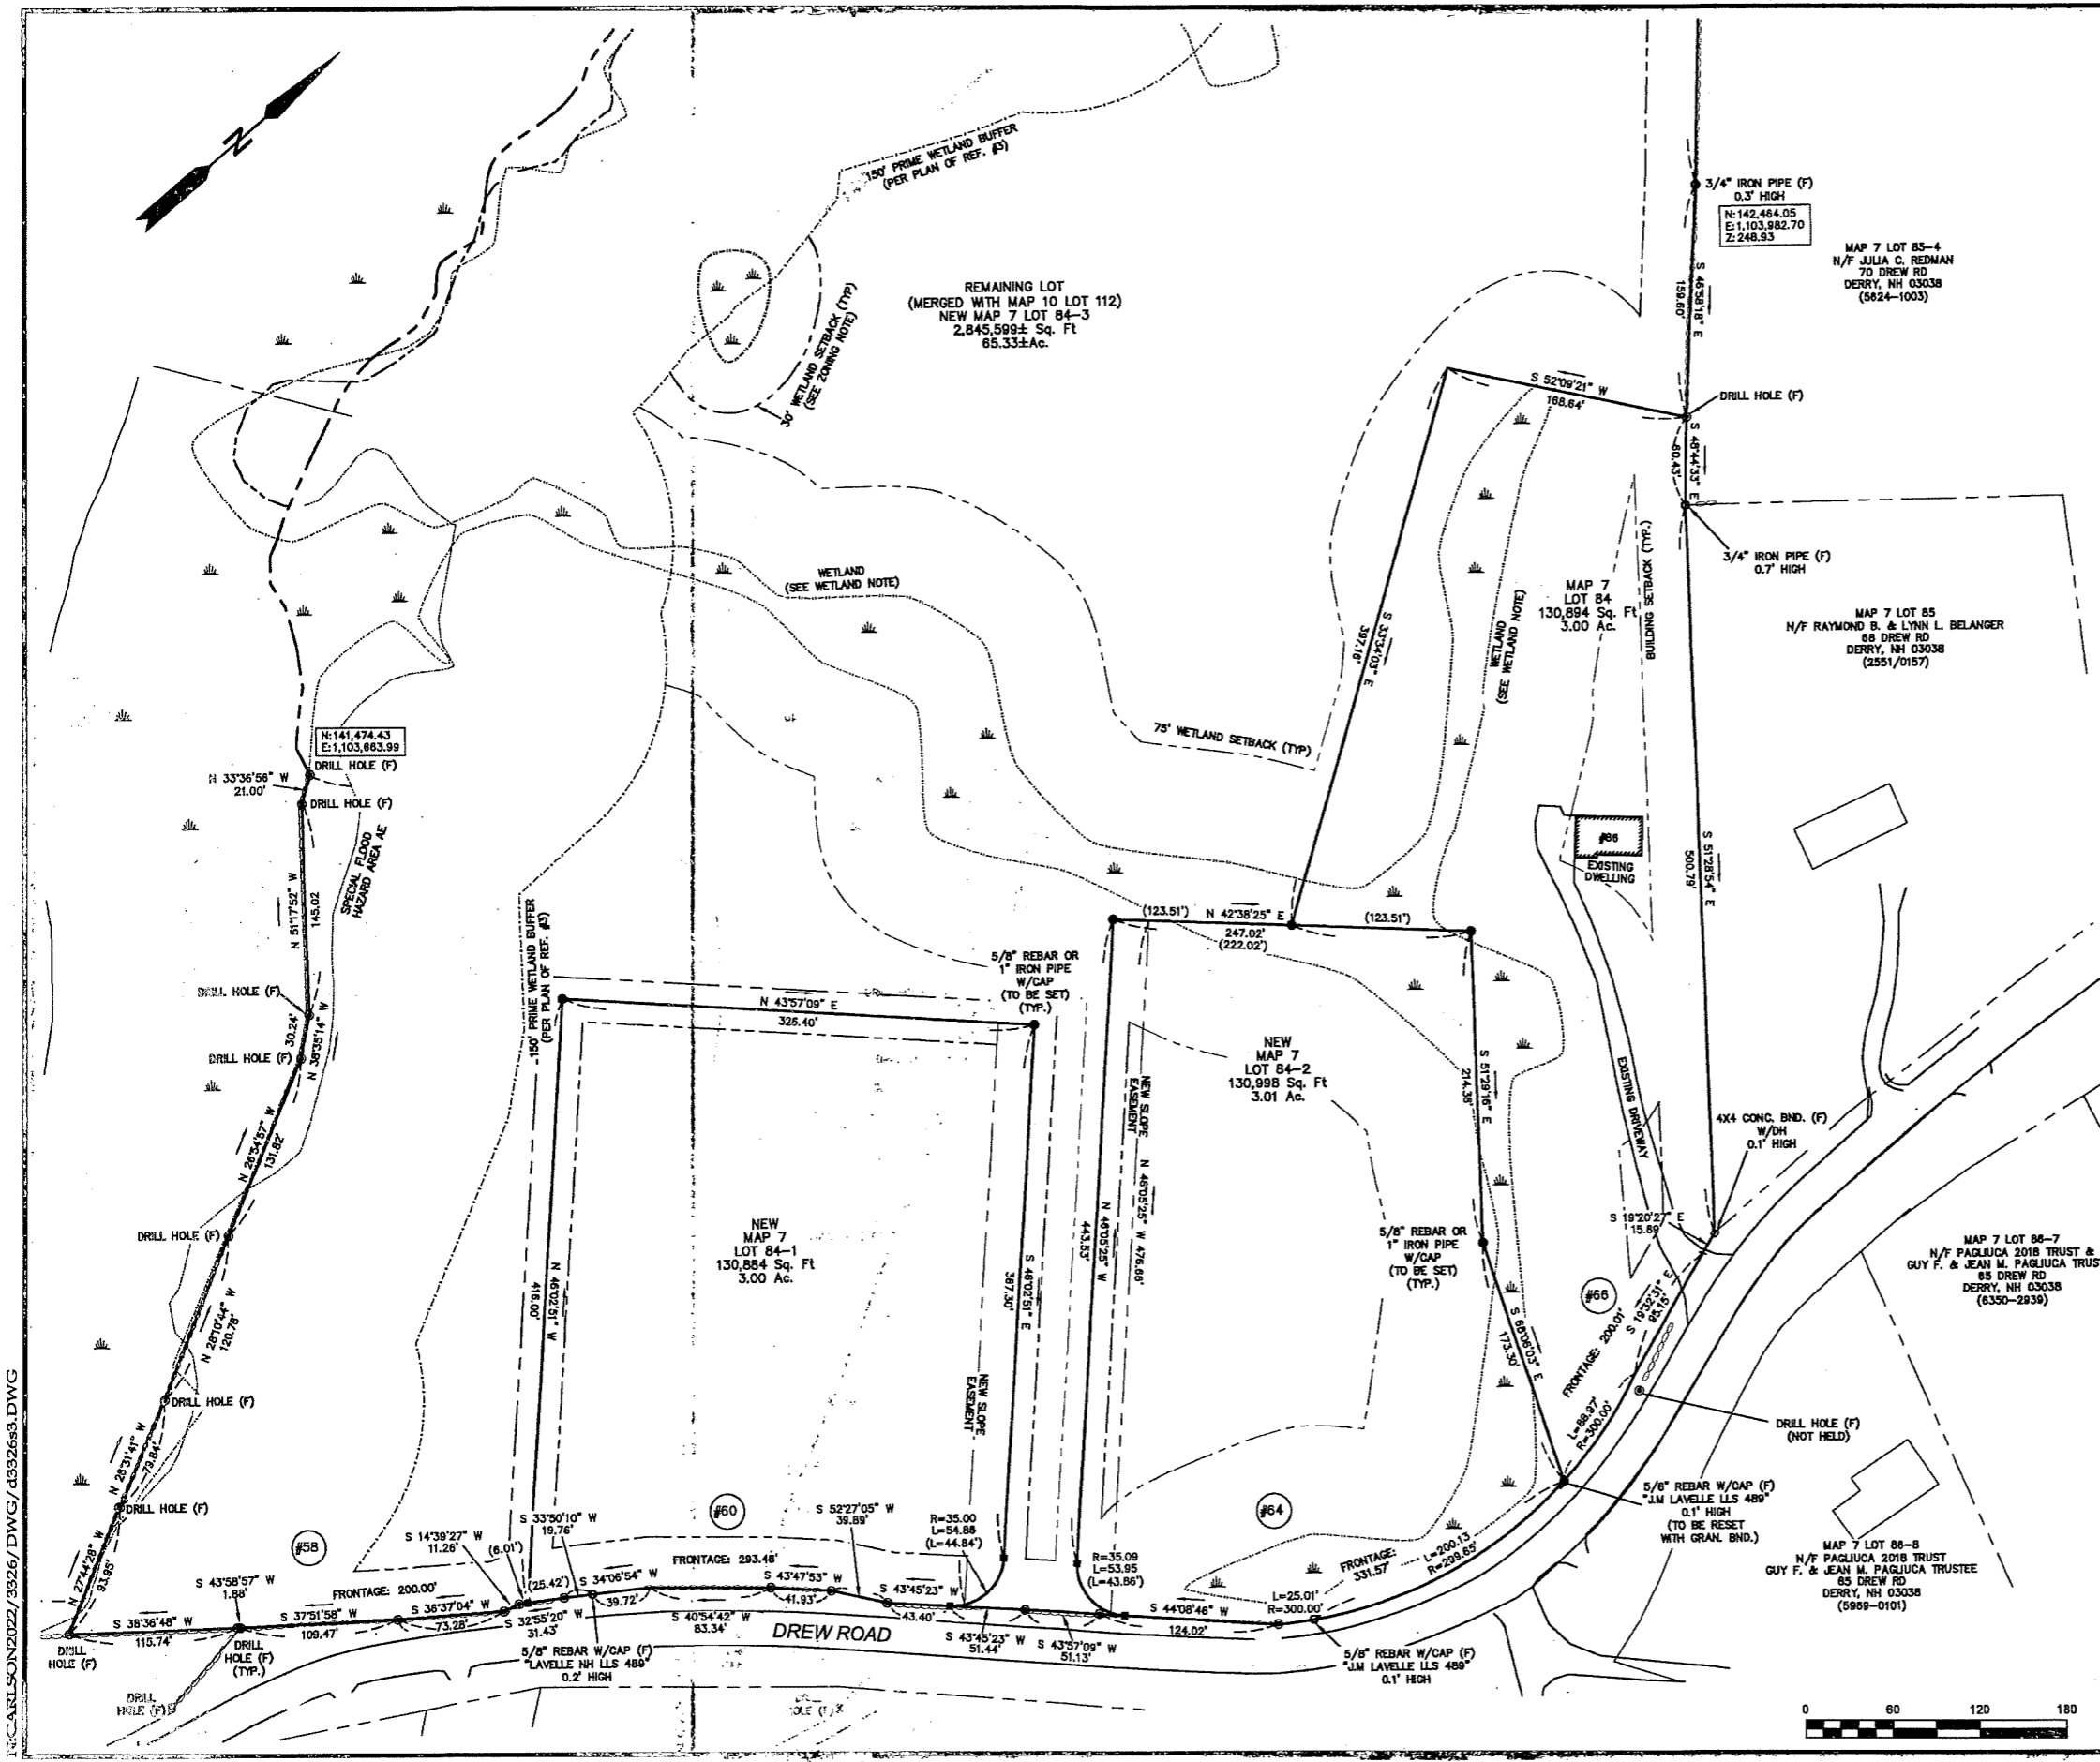 N
150' PRIME WETLAND BUFFER
(PER PLAN OF REF. #3)
3/4" IRON PIPE (F)
0.3' HIGH
N:142,464.05
E:1,103,982.70
Z:248.93
MAP 7 LOT 85-4
N/F JULIA C. REDMAN
70 DREW RD
DERRY, NH 03038
(5624-1003)
REMAINING LOT
(MERGED WITH MAP 10 LOT 112)
NEW MAP 7 LOT 84-3
2,845,599± Sq. Ft
65.33±Ac.
30' WETLAND SETBACK (TYP)
(SEE ZONING NOTE)
S 46°58'18" E
159.60'
S 52°09'21" W
168.64'
DRILL HOLE (F)
S 48°44'33" E
60.43'
3/4" IRON PIPE (F)
0.7' HIGH
WETLAND
(SEE WETLAND NOTE)
MAP 7
LOT 84
130,894 Sq. Ft
3.00 Ac.
BUILDING SETBACK (TYP.)
WETLAND
(SEE WETLAND NOTE)
MAP 7 LOT 85
N/F RAYMOND B. & LYNN L. BELANGER
68 DREW RD
DERRY, NH 03038
(2551/0157)
S 33°34'03" E
397.16'
75' WETLAND SETBACK (TYP)
N:141,474.43
E:1,103,663.99
DRILL HOLE (F)
N 33°36'56" W
21.00'
DRILL HOLE (F)
SPECIAL FLOOD
HAZARD AREA AE
N 51°17'52" W
145.02
#66
EXISTING
DWELLING
S 51°28'54" E
500.79'
(123.51') N 42°38'25" E (123.51')
247.02'
(222.02')
150' PRIME WETLAND BUFFER
(PER PLAN OF REF. #3)
5/8" REBAR OR
1" IRON PIPE
W/CAP
(TO BE SET)
(TYP.)
DRILL HOLE (F)
N 43°57'09" E
326.40'
30.24'
N 38°35'14" W
DRILL HOLE (F)
NEW
MAP 7
LOT 84-2
130,998 Sq. Ft
3.01 Ac.
S 51°29'16" E
214.36'
EXISTING DRIVEWAY
NEW SLOPE
EASEMENT
N 46°05'25" W 476.66'
4X4 CONC. BND. (F)
W/DH
0.1' HIGH
N 26°54'57" W
131.82'
DRILL HOLE (F)
NEW
MAP 7
LOT 84-1
130,884 Sq. Ft
3.00 Ac.
N 46°02'51" W
416.00'
S 46°02'51" E
367.30'
N 46°05'25" W
443.53'
5/8" REBAR OR
1" IRON PIPE
W/CAP
(TO BE SET)
(TYP.)
S 19°20'27" E
15.69'
MAP 7 LOT 86-7
N/F PAGLIUCA 2018 TRUST &
GUY F. & JEAN M. PAGLIUCA TRUST
65 DREW RD
DERRY, NH 03038
(6350-2939)
#66
S 19°32'31" E
95.15'
FRONTAGE: 200.01'
N 28°10'44" W
120.78'
S 68°06'03" E
173.30'
DRILL HOLE (F)
NEW SLOPE
EASEMENT
L=88.97'
R=300.00'
DRILL HOLE (F)
(NOT HELD)
N 26°31'41" W
79.84'
DRILL HOLE (F)
5/8" REBAR W/CAP (F)
"J.M LAVELLE LLS 489"
0.1' HIGH
(TO BE RESET
WITH GRAN. BND.)
#58
#60
#64
S 14°39'27" W
11.26'
(6.01')
S 33°50'10" W
19.76'
S 52°27'05" W
39.89'
R=35.00
L=54.88
(L=44.84')
R=35.09
L=53.95
(L=43.86')
N 27°44'28" W
93.95'
S 43°58'57" W
1.88'
FRONTAGE: 200.00'
(25.42')
S 34°06'54" W
39.72'
FRONTAGE: 293.46'
S 43°47'53" W
41.93'
S 43°45'23" W
43.40'
FRONTAGE:
331.57'
L=200.13
R=299.65'
L=25.01'
R=300.00'
S 44°08'46" W
124.02'
S 38°36'48" W
115.74'
S 37°51'58" W
109.47'
S 36°37'04" W
73.28'
S 32°55'20" W
31.43'
S 40°54'42" W
83.34'
DREW ROAD
S 43°45'23" W
51.44'
S 43°57'09" W
51.13'
DRILL
HOLE (F)
DRILL
HOLE (F)
(TYP.)
5/8" REBAR W/CAP (F)
"LAVELLE NH LLS 489"
0.2' HIGH
5/8" REBAR W/CAP (F)
"J.M LAVELLE LLS 489"
0.1' HIGH
MAP 7 LOT 86-8
N/F PAGLIUCA 2018 TRUST
GUY F. & JEAN M. PAGLIUCA TRUSTEE
65 DREW RD
DERRY, NH 03038
(5989-0101)
DRILL
HOLE (F)
HOLE (F)
0 60 120 180
N:CARLSON2022/3326/DWG/d3326s3.DWG